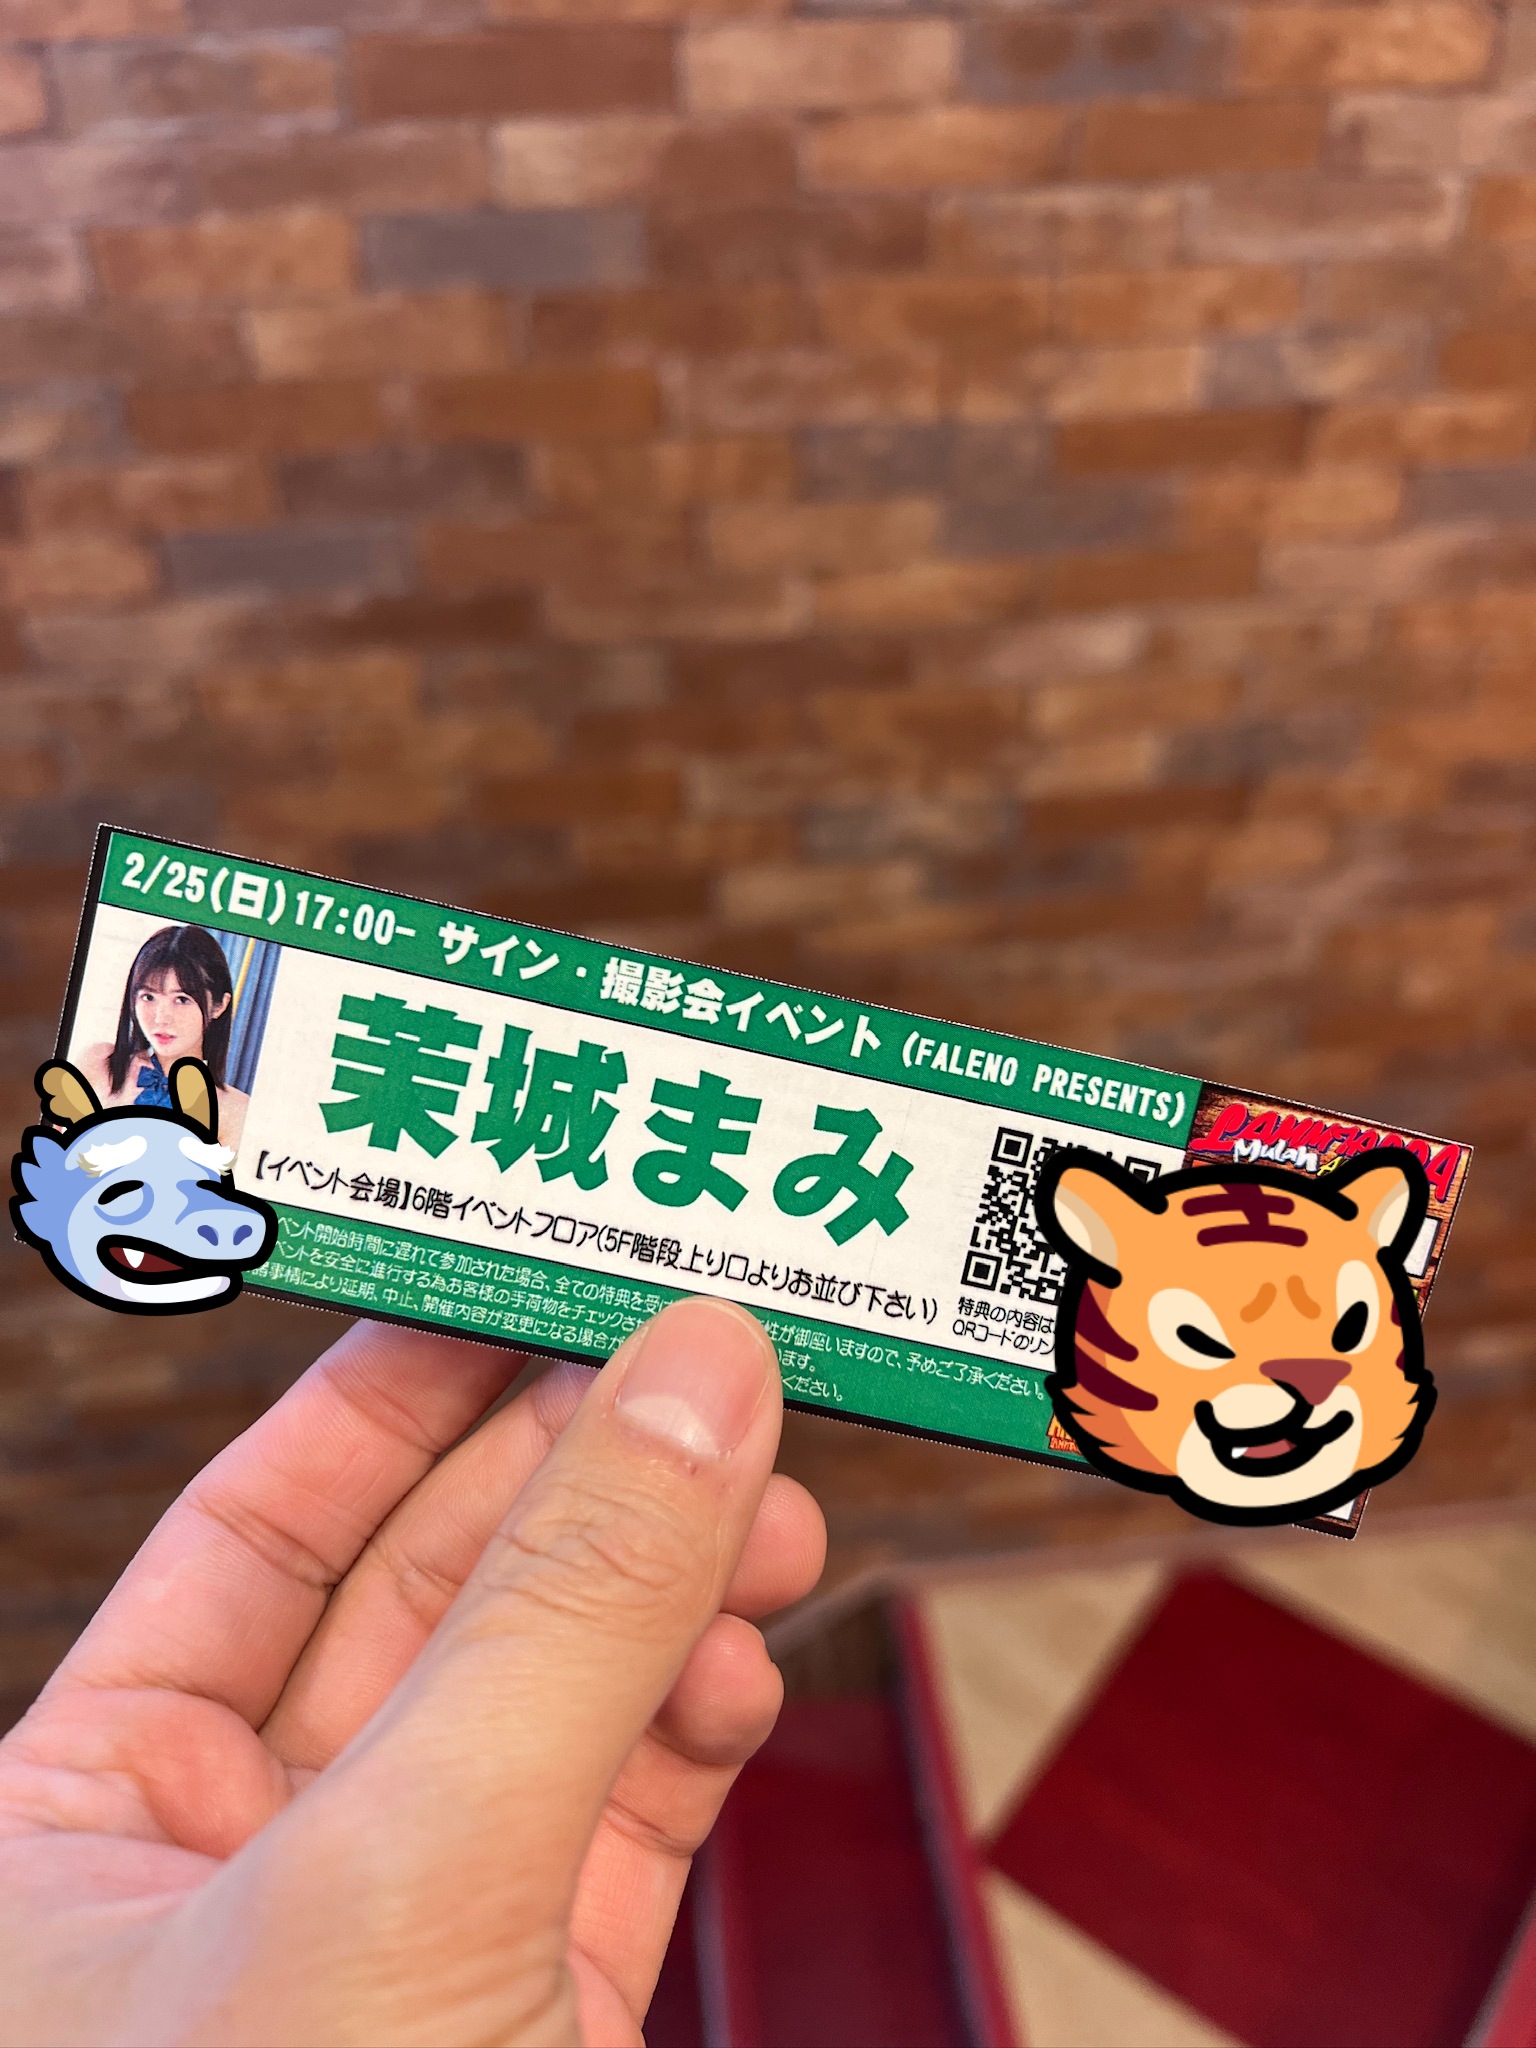 2/25(日)17:00- サイン・撮影会イベント (FALENO PRESENTS)
茉城まみ
【イベント会場】6階イベントフロア(5F階段上り口よりお並び下さい)
ベント開始時間に遅れて参加された場合、全ての特典を受け 性が御座いますので、予めご了承ください。
ベントを安全に進行する為お客様の手荷物をチェックさせ います。
事情により延期、中止、開催内容が変更になる場合が ください。
特典の内容は
QRコードのリン
Mulan